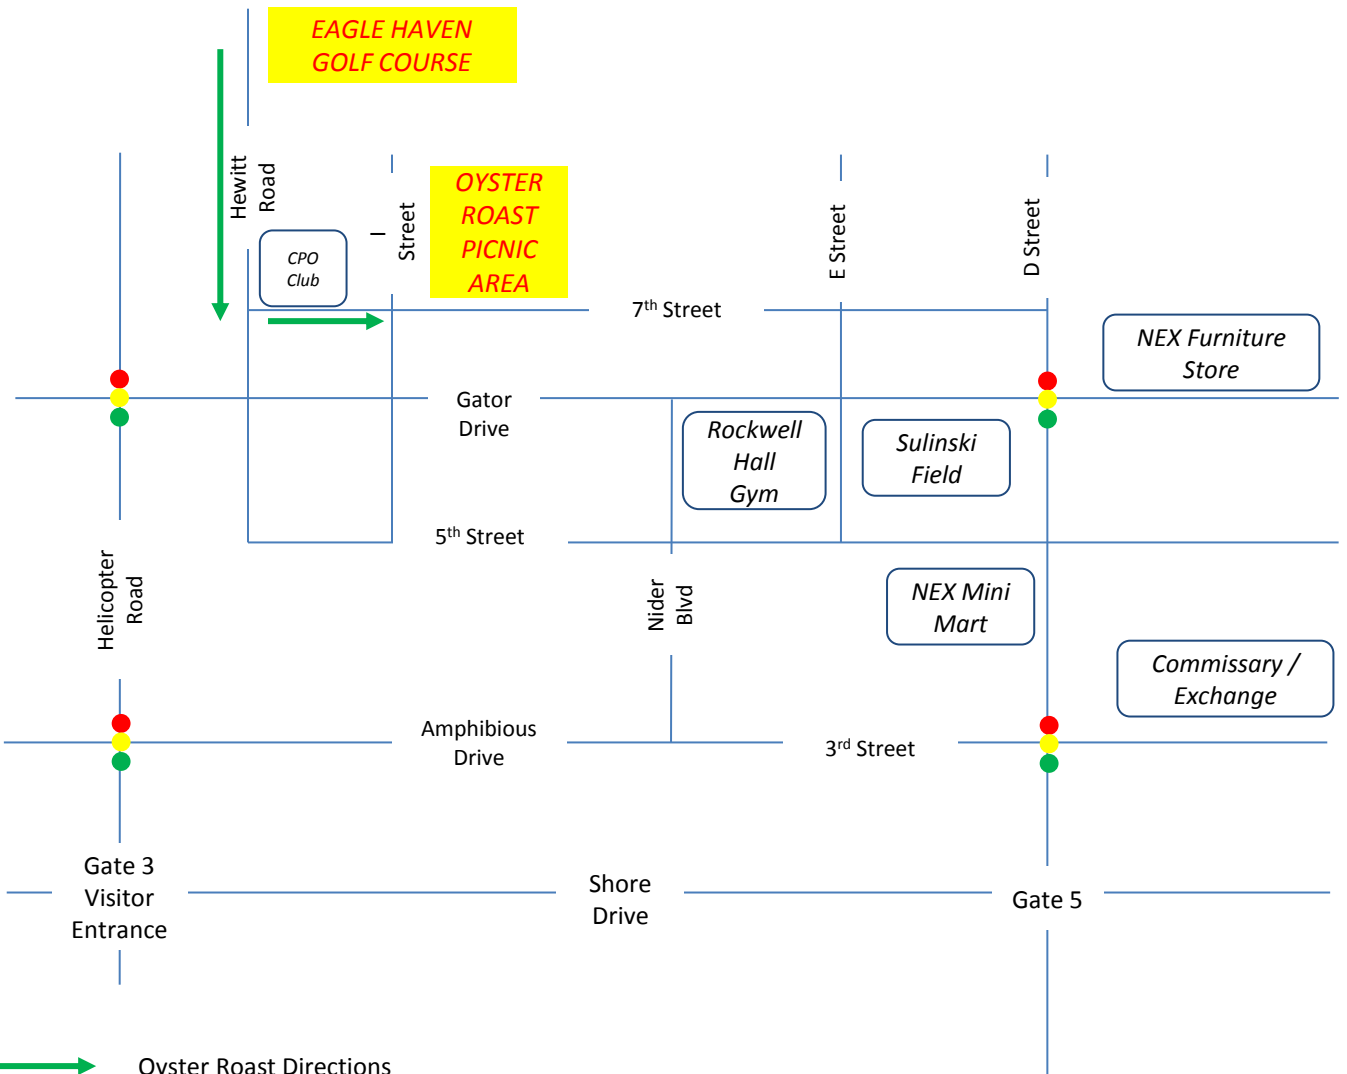 EAGLE HAVEN
GOLF COURSE
Hewitt
Road
I
Street
OYSTER
ROAST
PICNIC
AREA
CPO
Club
E Street
D Street
7th Street
NEX Furniture
Store
Gator
Drive
Rockwell
Hall
Gym
Sulinski
Field
5th Street
Helicopter
Road
Nider
Blvd
NEX Mini
Mart
Commissary /
Exchange
Amphibious
Drive
3rd Street
Gate 3
Visitor
Entrance
Shore
Drive
Gate 5
Oyster Roast Directions